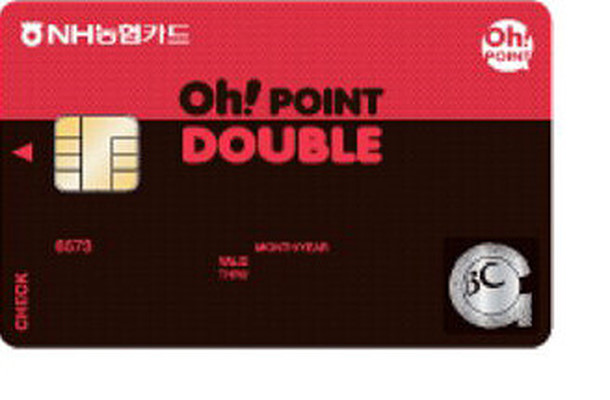 NH농협카드
Oh!
POINT
Oh! POINT
DOUBLE
6573
MONTH/YEAR
VALID
THRU
CHECK
BC